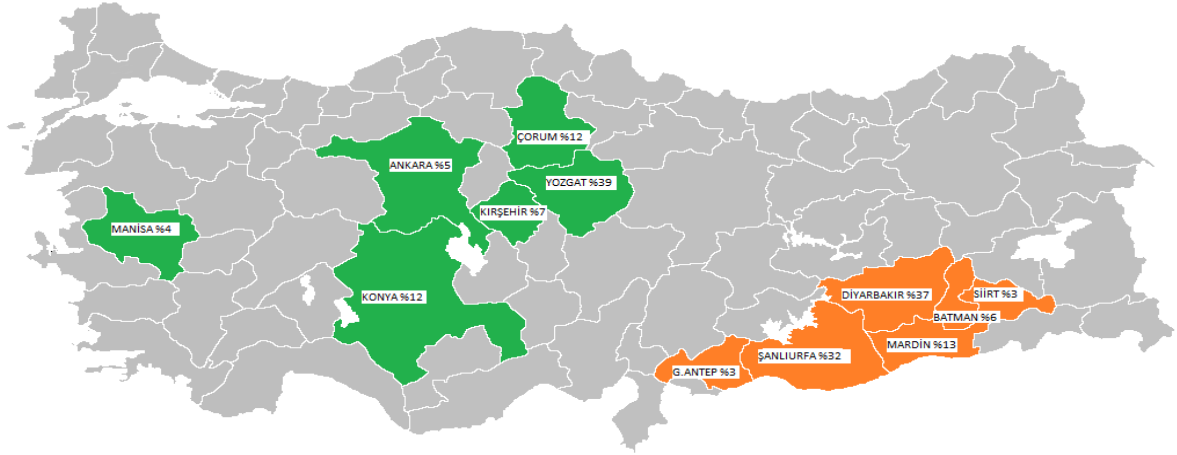 ÇORUM %12
ANKARA %5
YOZGAT %39
KIRŞEHİR %7
MANİSA %4
KONYA %12
DİYARBAKIR %37
SİİRT %3
BATMAN %6
MARDİN %13
ŞANLIURFA %32
G.ANTEP %3